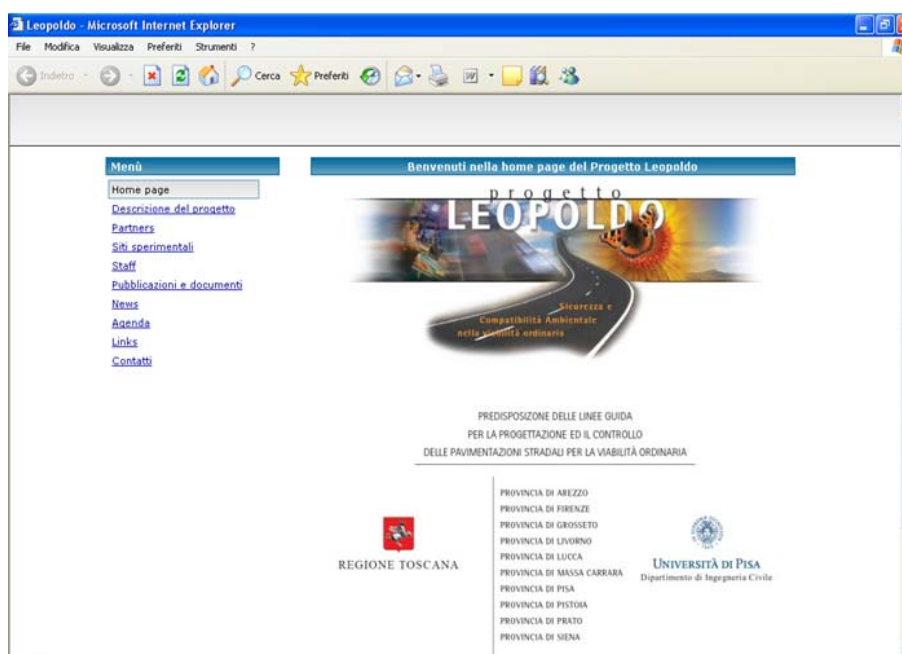 Leopoldo - Microsoft Internet Explorer
File Modifica Visualizza Preferiti Strumenti ?
Indietro Cerca Preferiti
Menù
Home page
Descrizione del progetto
Partners
Siti sperimentali
Staff
Pubblicazioni e documenti
News
Agenda
Links
Contatti
Benvenuti nella home page del Progetto Leopoldo
progetto
LEOPOLDO
Sicurezza e
Compatibilità Ambientale
nella viabilità ordinaria
PREDISPOSIZONE DELLE LINEE GUIDA
PER LA PROGETTAZIONE ED IL CONTROLLO
DELLE PAVIMENTAZIONI STRADALI PER LA VIABILITÀ ORDINARIA
REGIONE TOSCANA
PROVINCIA DI AREZZO
PROVINCIA DI FIRENZE
PROVINCIA DI GROSSETO
PROVINCIA DI LIVORNO
PROVINCIA DI LUCCA
PROVINCIA DI MASSA CARRARA
PROVINCIA DI PISA
PROVINCIA DI PISTOIA
PROVINCIA DI PRATO
PROVINCIA DI SIENA
UNIVERSITÀ DI PISA
Dipartimento di Ingegneria Civile